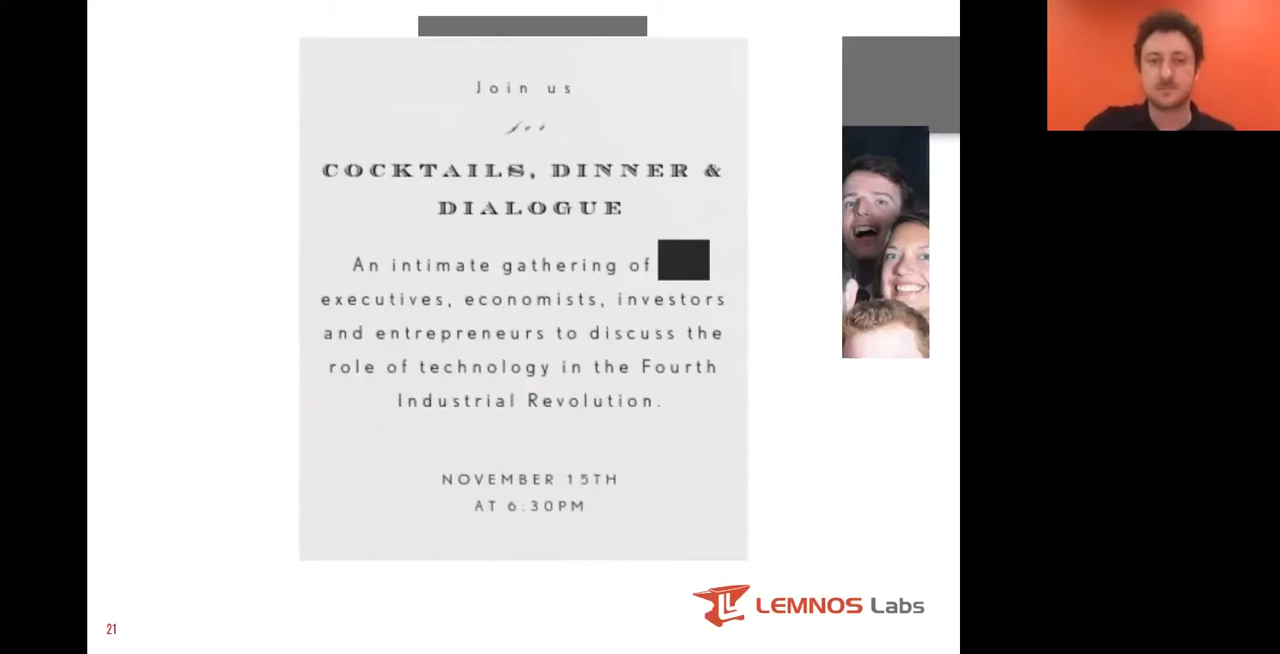 Join us
for
COCKTAILS, DINNER &
DIALOGUE
An intimate gathering of
executives, economists, investors
and entrepreneurs to discuss the
role of technology in the Fourth
Industrial Revolution.
NOVEMBER 15TH
AT 6:30PM
LEMNOS Labs
21